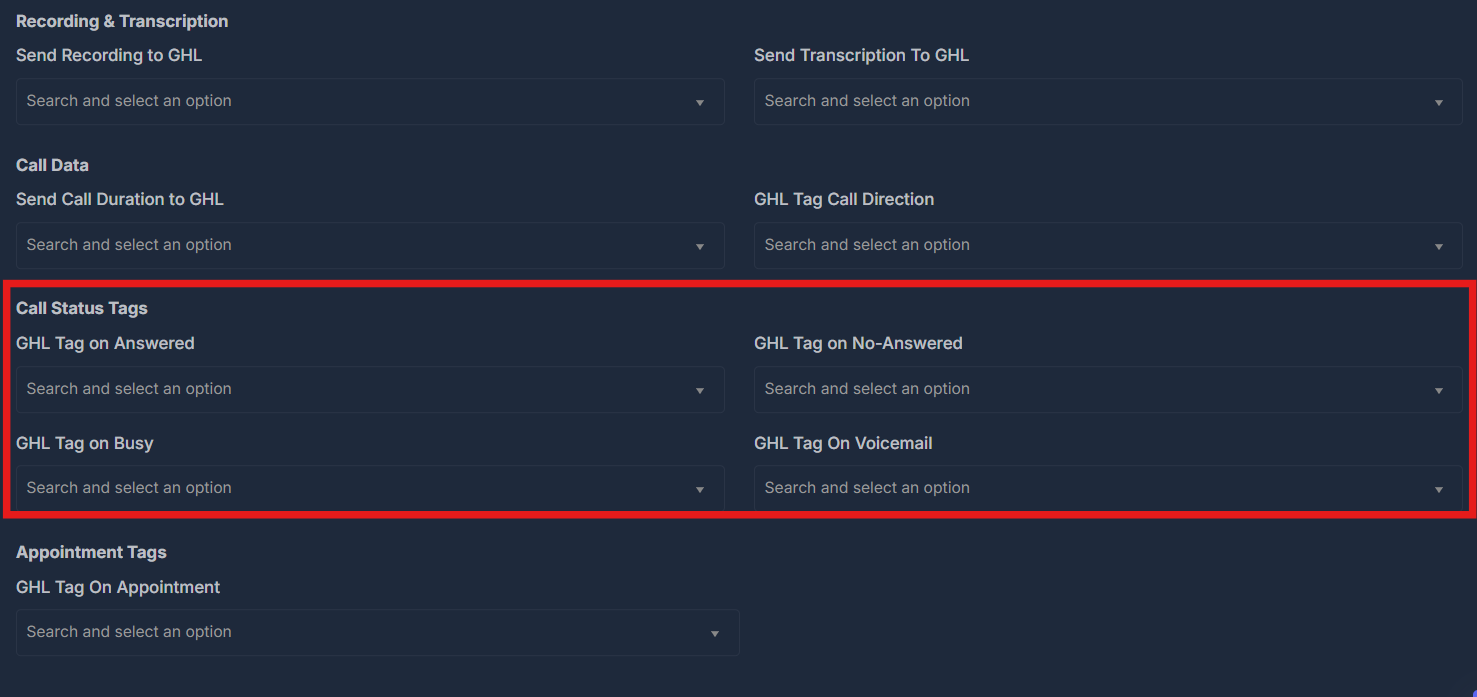 Recording & Transcription
Send Recording to GHL
Send Transcription To GHL
Search and select an option
Search and select an option
Call Data
Send Call Duration to GHL
GHL Tag Call Direction
Search and select an option
Search and select an option
Call Status Tags
GHL Tag on Answered
GHL Tag on No-Answered
Search and select an option
Search and select an option
GHL Tag on Busy
GHL Tag On Voicemail
Search and select an option
Search and select an option
Appointment Tags
GHL Tag On Appointment
Search and select an option